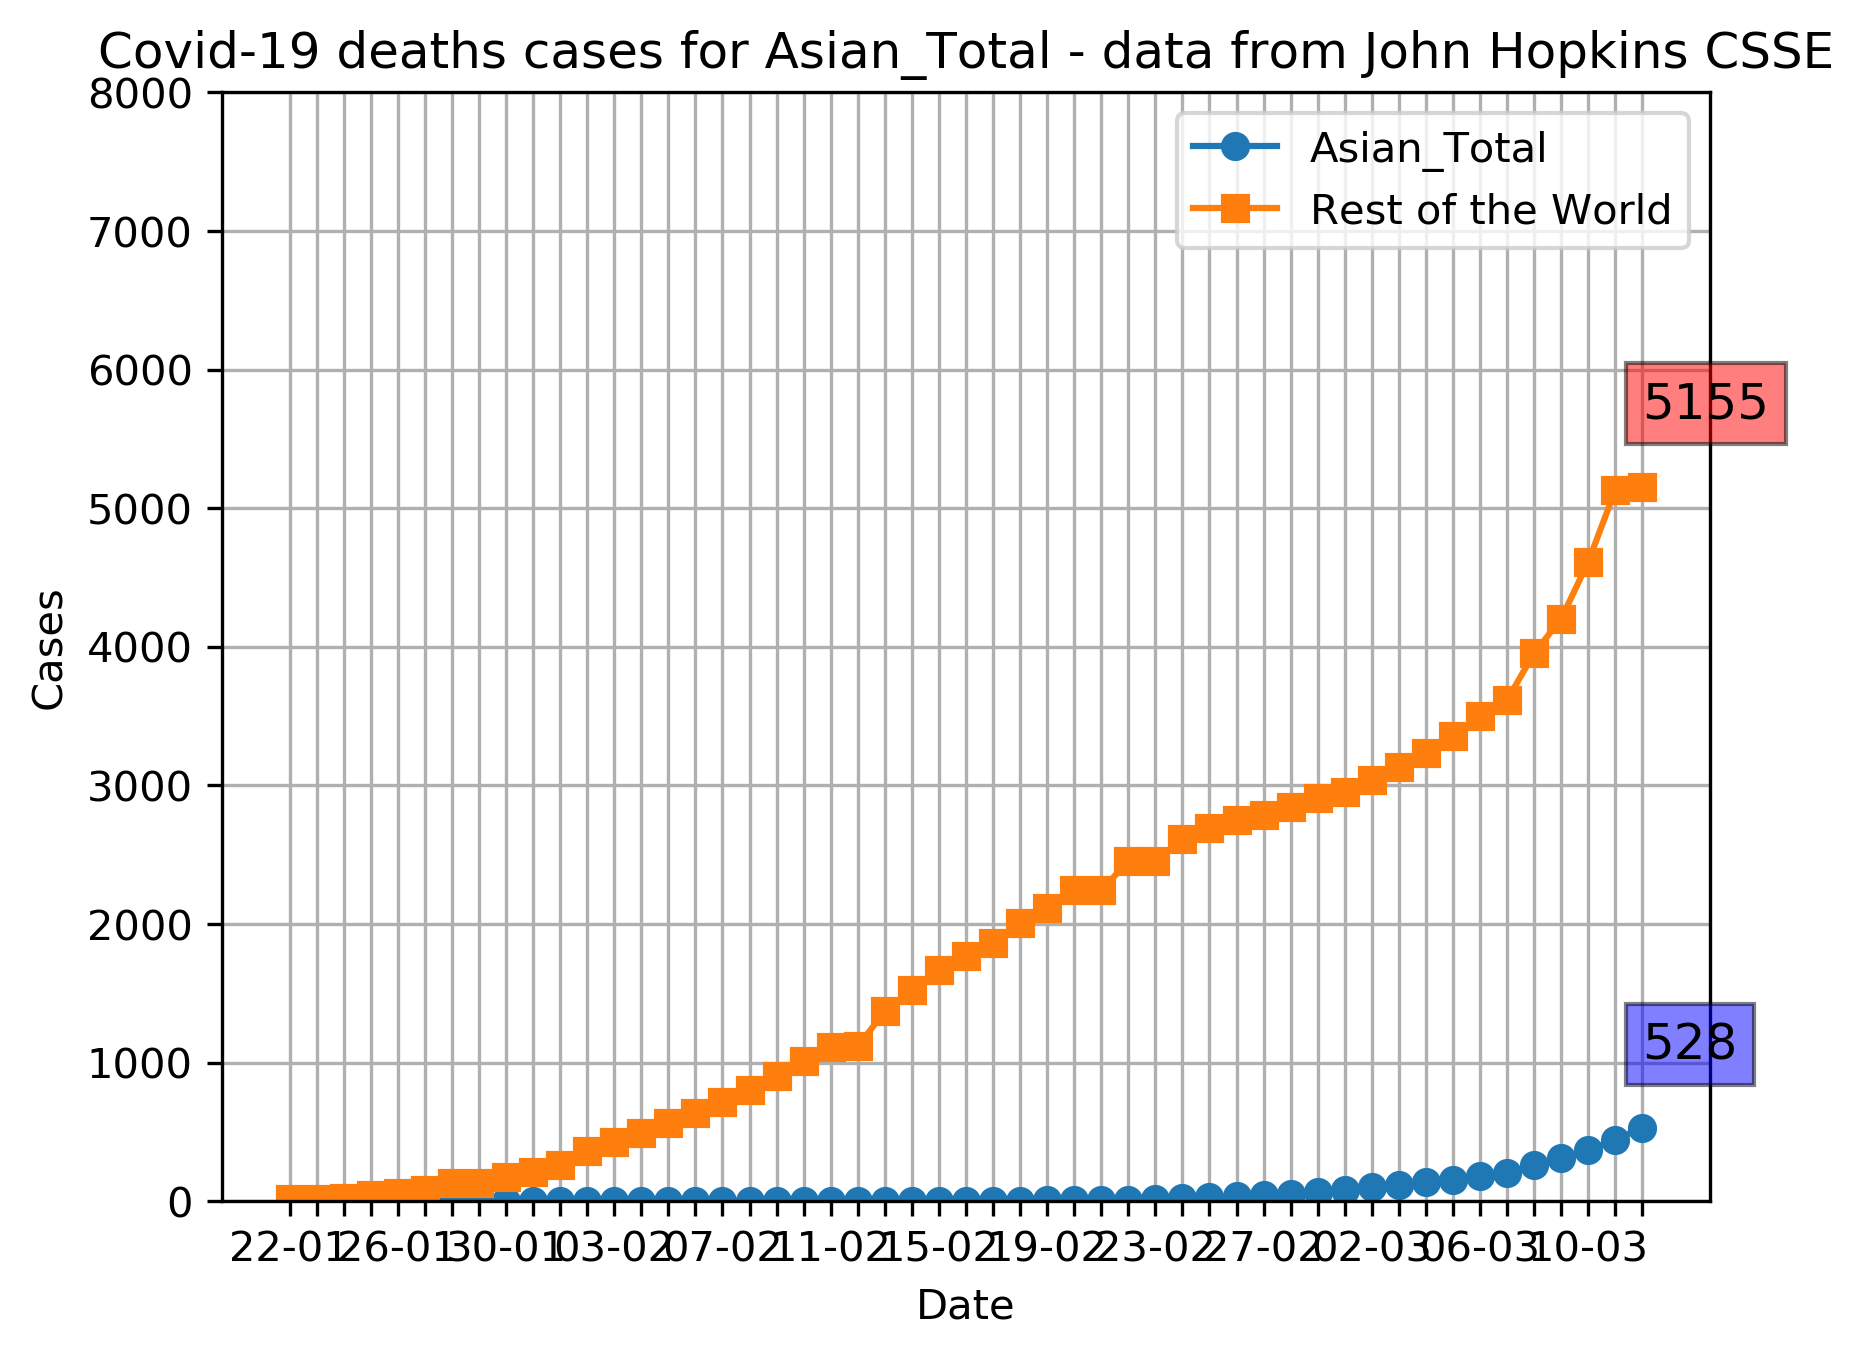 Covid-19 deaths cases for Asian_Total - data from John Hopkins CSSE
8000
7000
6000
5000
4000
3000
2000
1000
0
Cases
Asian_Total
Rest of the World
5155
528
22-01 26-01 30-01 03-02 07-02 11-02 15-02 19-02 23-02 27-02 02-03 06-03 10-03
Date